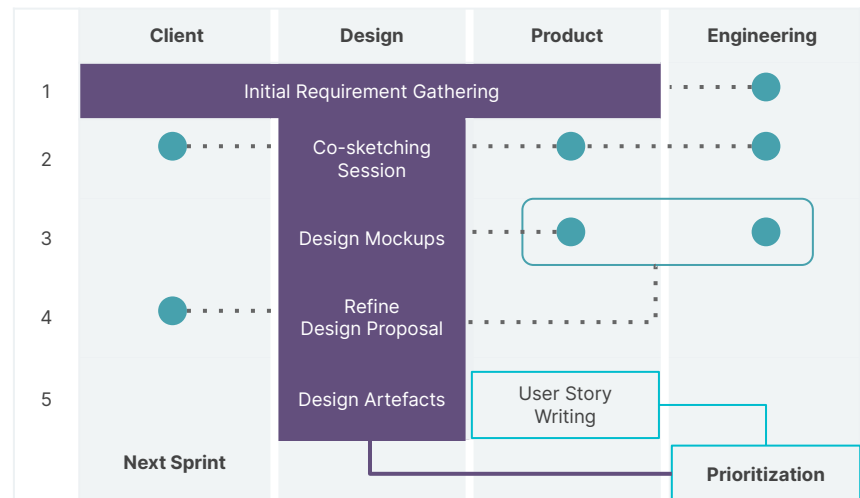 Client
Design
Product
Engineering
1
Initial Requirement Gathering
2
Co-sketching
Session
3
Design Mockups
4
Refine
Design Proposal
5
Design Artefacts
User Story
Writing
Next Sprint
Prioritization